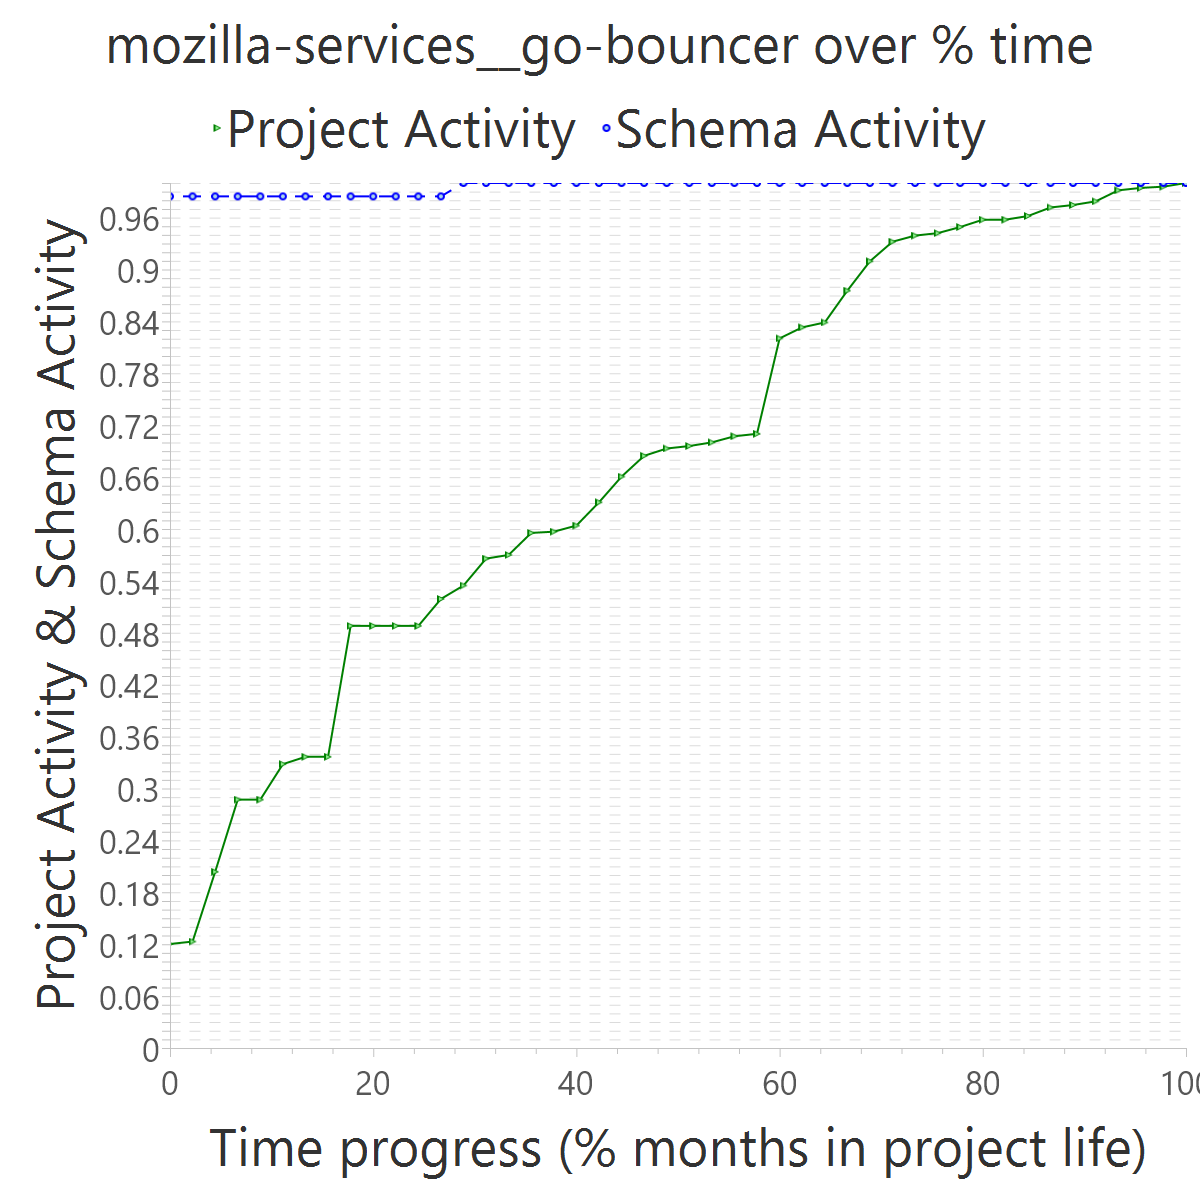 mozilla-services__go-bouncer over % time
Project Activity
Schema Activity
Project Activity & Schema Activity
0.96
0.9
0.84
0.78
0.72
0.66
0.6
0.54
0.48
0.42
0.36
0.3
0.24
0.18
0.12
0.06
0
0 20 40 60 80 100
Time progress (% months in project life)